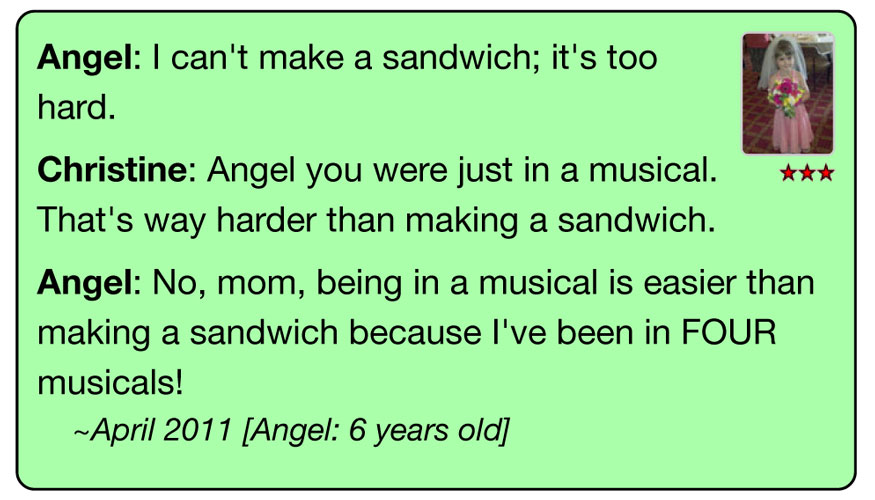 Angel: I can't make a sandwich; it's too
hard.
Christine: Angel you were just in a musical.
That's way harder than making a sandwich.
Angel: No, mom, being in a musical is easier than
making a sandwich because I've been in FOUR
musicals!
~April 2011 [Angel: 6 years old]